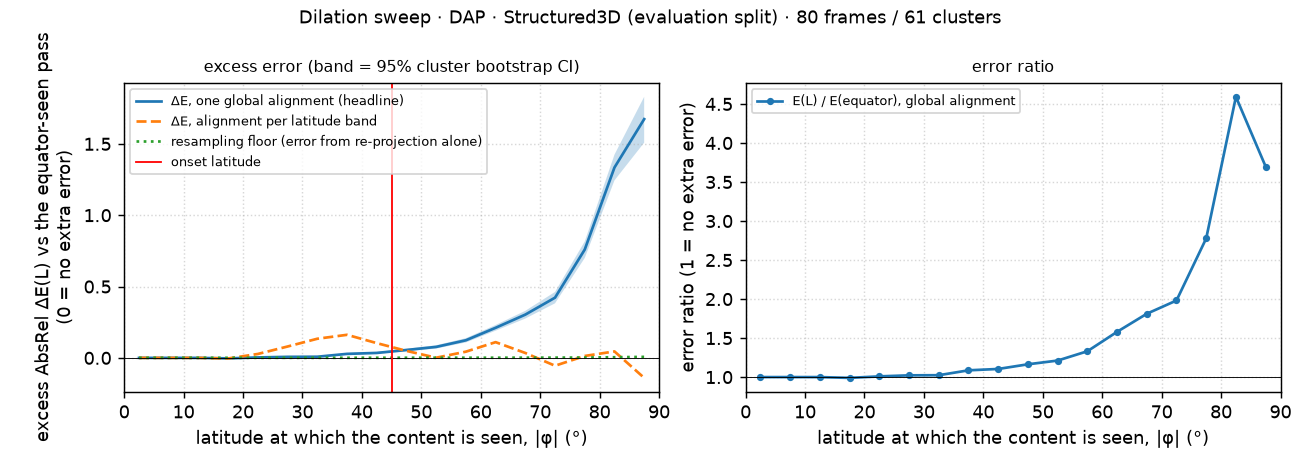 Dilation sweep · DAP · Structured3D (evaluation split) · 80 frames / 61 clusters
excess error (band = 95% cluster bootstrap CI)
excess AbsRel ΔE(L) vs the equator-seen pass
(0 = no extra error)
ΔE, one global alignment (headline)
ΔE, alignment per latitude band
resampling floor (error from re-projection alone)
onset latitude
1.5
1.0
0.5
0.0
0 10 20 30 40 50 60 70 80 90
latitude at which the content is seen, |φ| (°)
error ratio
error ratio (1 = no extra error)
E(L) / E(equator), global alignment
4.5
4.0
3.5
3.0
2.5
2.0
1.5
1.0
0 10 20 30 40 50 60 70 80 90
latitude at which the content is seen, |φ| (°)